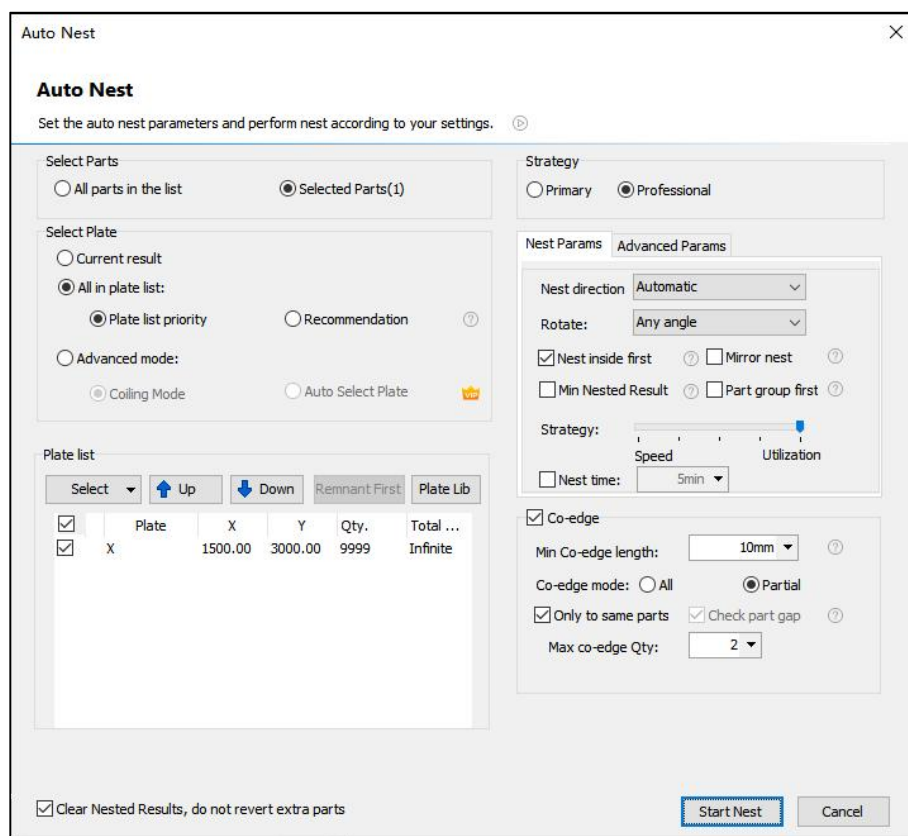 Auto Nest
Auto Nest
Set the auto nest parameters and perform nest according to your settings.
Select Parts
All parts in the list
Selected Parts(1)
Select Plate
Current result
All in plate list:
Plate list priority
Recommendation
Advanced mode:
Coiling Mode
Auto Select Plate
VIP
Plate list
Select
Up
Down
Remnant First
Plate Lib
Plate X Y Qty. Total ...
X 1500.00 3000.00 9999 Infinite
Strategy
Primary
Professional
Nest Params
Advanced Params
Nest direction Automatic
Rotate: Any angle
Nest inside first ? Mirror nest ?
Min Nested Result ? Part group first ?
Strategy:
Speed Utilization
Nest time: 5min
Co-edge
Min Co-edge length: 10mm ?
Co-edge mode: All Partial
Only to same parts Check part gap ?
Max co-edge Qty: 2
Clear Nested Results, do not revert extra parts
Start Nest
Cancel